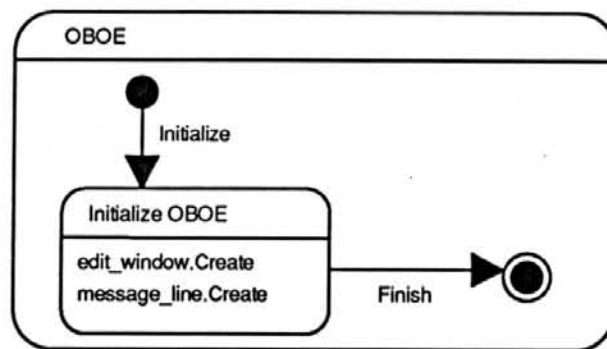 OBOE
Initialize
Initialize OBOE
edit_window.Create
message_line.Create
Finish